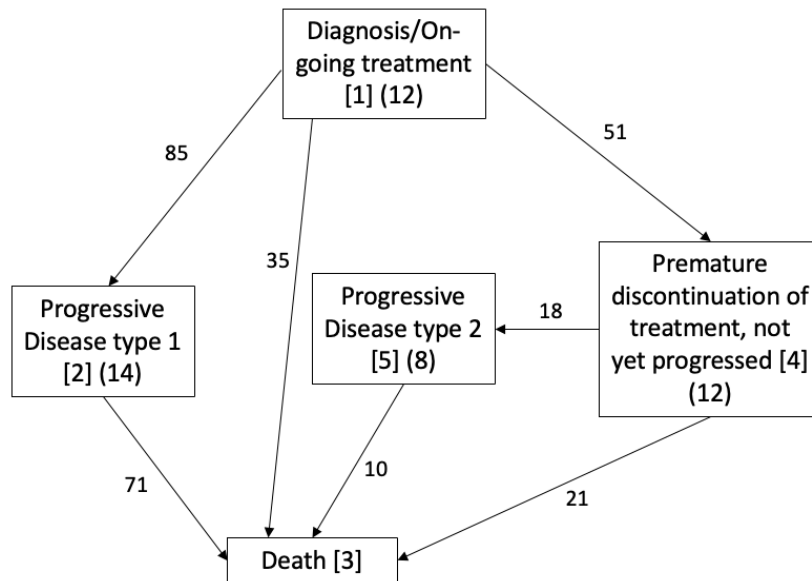 Diagnosis/On-
going treatment
[1] (12)
85
51
35
Progressive
Disease type 1
[2] (14)
Progressive
Disease type 2
[5] (8)
18
Premature
discontinuation of
treatment, not
yet progressed [4]
(12)
71
10
21
Death [3]